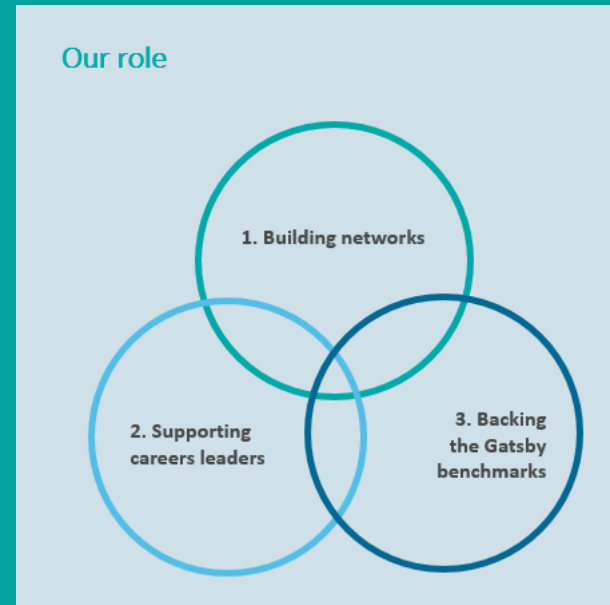 Our role
1. Building networks
2. Supporting
careers leaders
3. Backing
the Gatsby
benchmarks